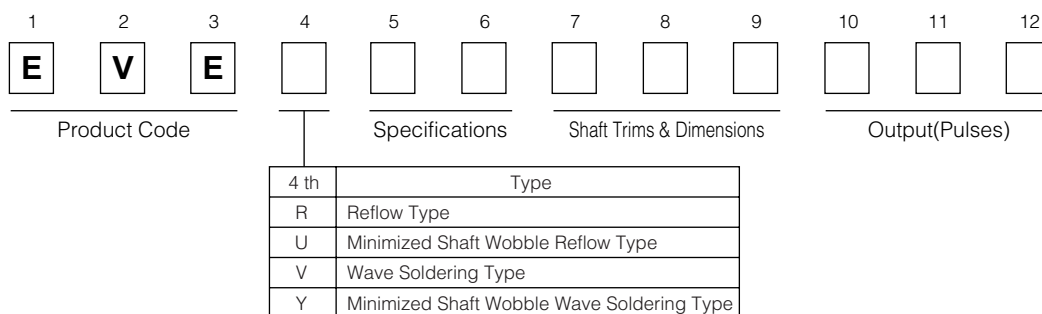 1 2 3 4 5 6 7 8 9 10 11 12
E V E
Product Code Specifications Shaft Trims & Dimensions Output(Pulses)
4 th Type
R Reflow Type
U Minimized Shaft Wobble Reflow Type
V Wave Soldering Type
Y Minimized Shaft Wobble Wave Soldering Type